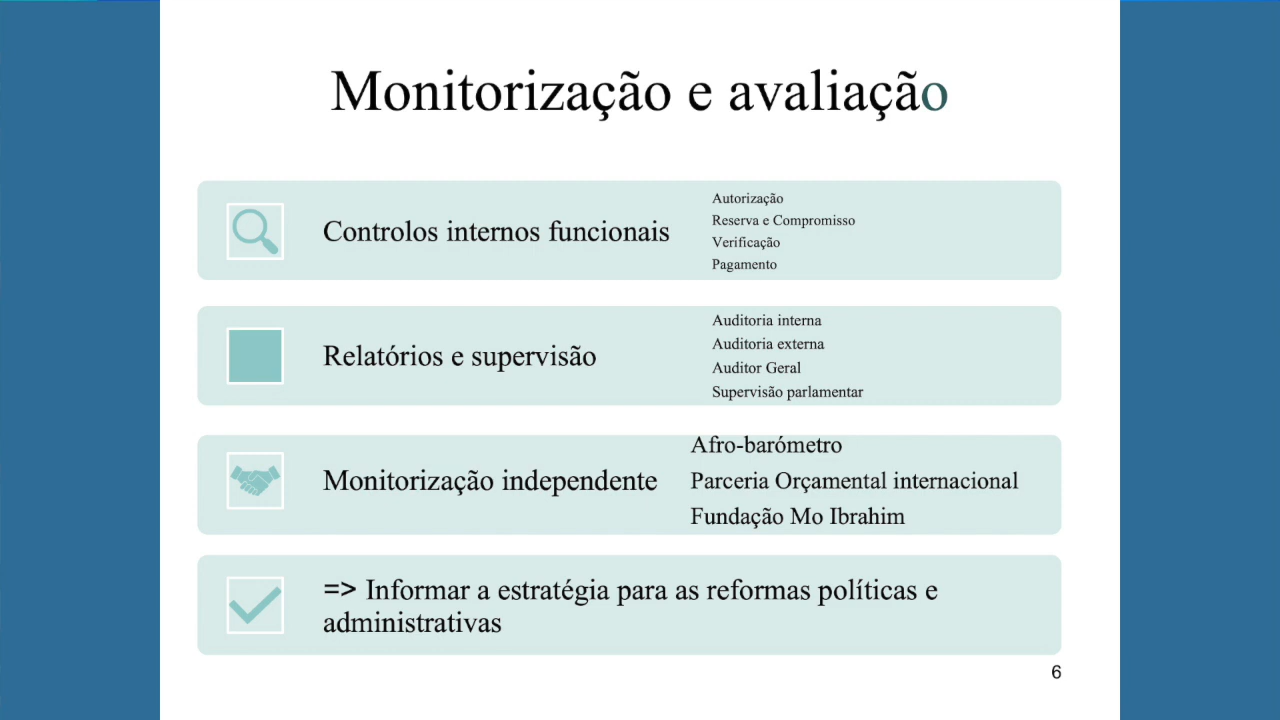 Monitorização e avaliação
Controlos internos funcionais
Autorização
Reserva e Compromisso
Verificação
Pagamento
Relatórios e supervisão
Auditoria interna
Auditoria externa
Auditor Geral
Supervisão parlamentar
Monitorização independente
Afro-barómetro
Parceria Orçamental internacional
Fundação Mo Ibrahim
=> Informar a estratégia para as reformas políticas e
administrativas
6